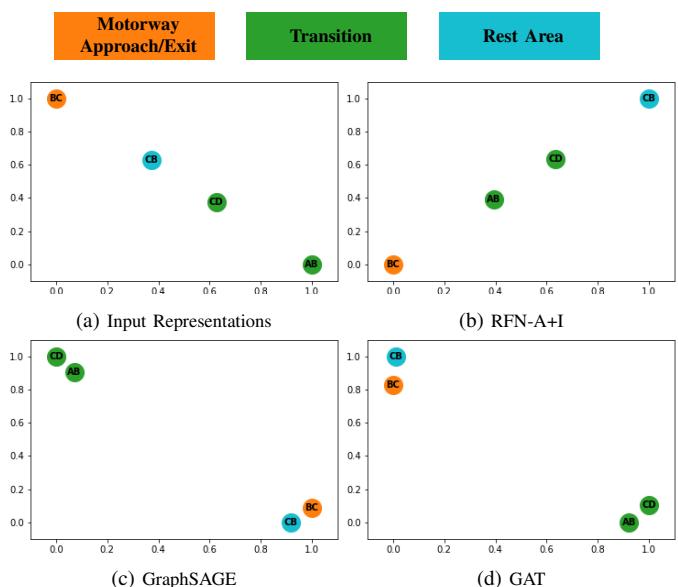 Motorway
Approach/Exit
Transition
Rest Area
1.0
0.8
0.6
0.4
0.2
0.0
BC
CB
CD
AB
0.0 0.2 0.4 0.6 0.8 1.0
(a) Input Representations
1.0
0.8
0.6
0.4
0.2
0.0
CB
CD
AB
BC
0.0 0.2 0.4 0.6 0.8 1.0
(b) RFN-A+I
1.0
0.8
0.6
0.4
0.2
0.0
CD
AB
BC
CB
0.0 0.2 0.4 0.6 0.8 1.0
(c) GraphSAGE
1.0
0.8
0.6
0.4
0.2
0.0
CB
BC
CD
AB
0.0 0.2 0.4 0.6 0.8 1.0
(d) GAT